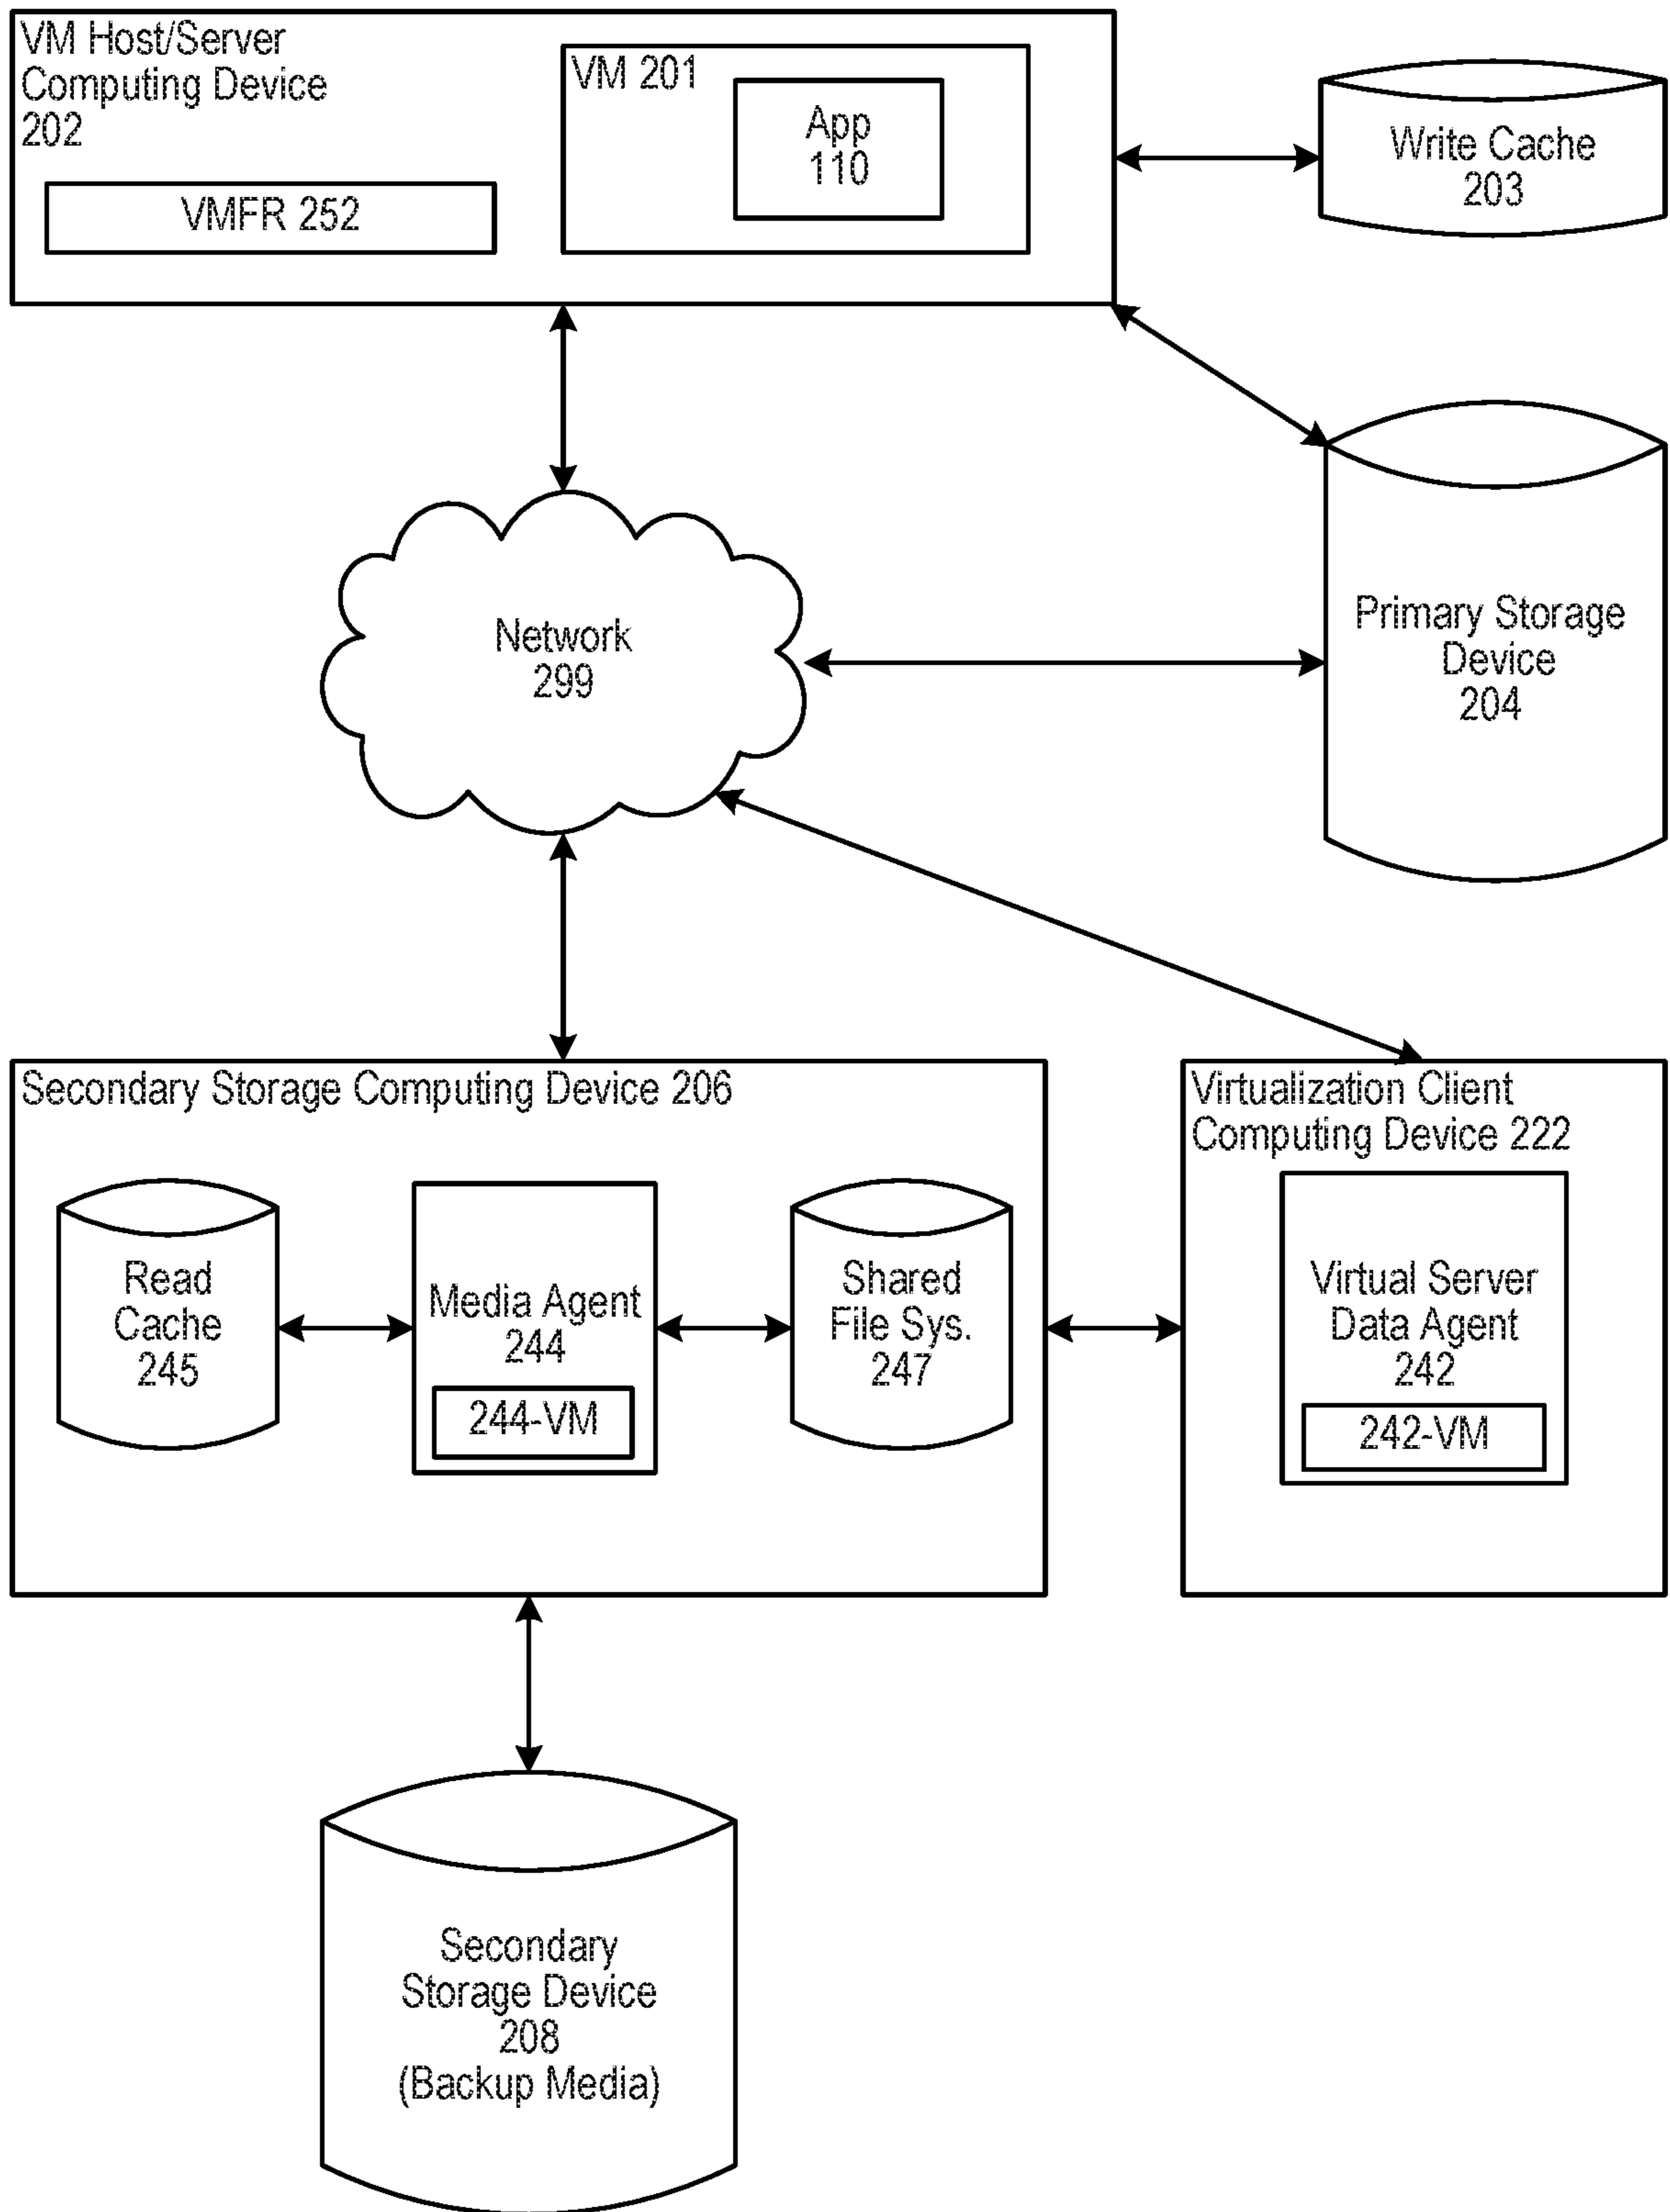 VM Host/Server
Computing Device
202
VMFR 252
VM 201
App
110
Write Cache
203
Network
299
Primary Storage
Device
204
Secondary Storage Computing Device 206
Read
Cache
245
Media Agent
244
244-VM
Shared
File Sys.
247
Virtualization Client
Computing Device 222
Virtual Server
Data Agent
242
242-VM
Secondary
Storage Device
208
(Backup Media)